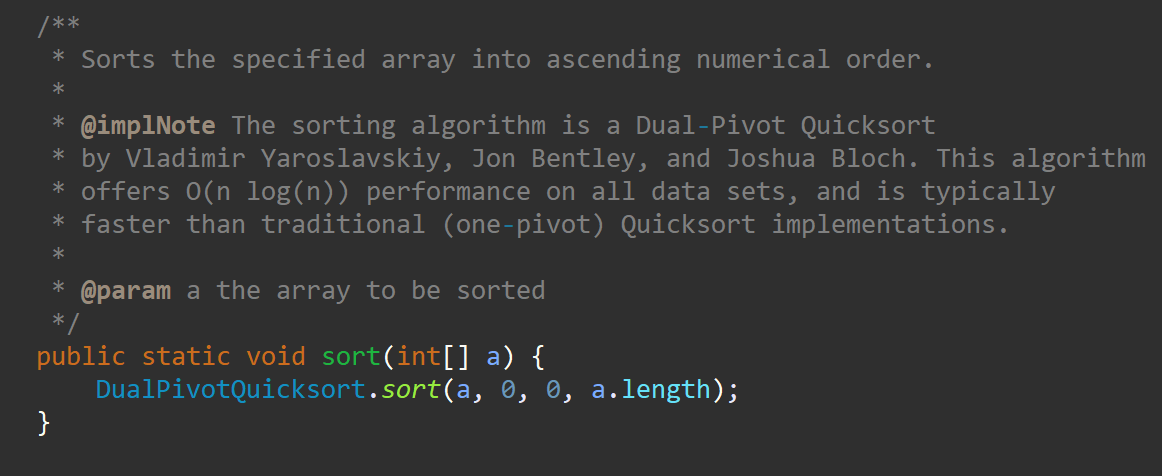 /**
 * Sorts the specified array into ascending numerical order.
 *
 * @implNote The sorting algorithm is a Dual-Pivot Quicksort
 * by Vladimir Yaroslavskiy, Jon Bentley, and Joshua Bloch. This algorithm
 * offers O(n log(n)) performance on all data sets, and is typically
 * faster than traditional (one-pivot) Quicksort implementations.
 *
 * @param a the array to be sorted
 */
public static void sort(int[] a) {
    DualPivotQuicksort.sort(a, 0, 0, a.length);
}